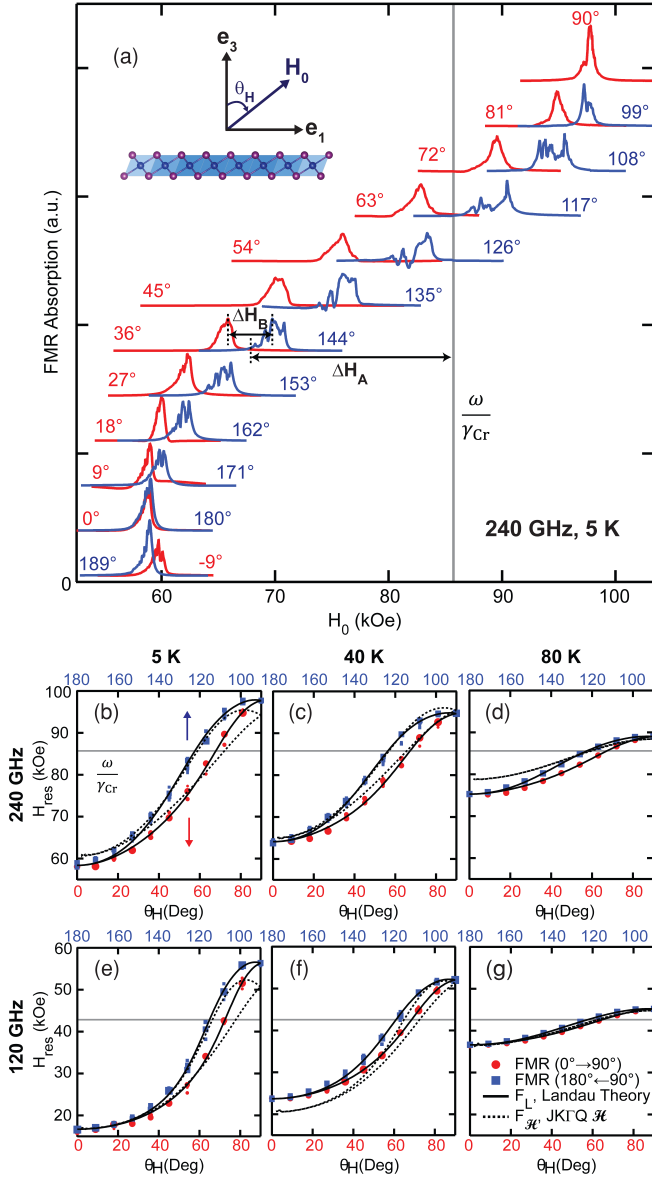 (a)
e3
H0
θH
e1
90°
81°
99°
72°
108°
63°
117°
54°
126°
45°
135°
36°
ΔHB
144°
ΔHA
27°
153°
ω/γCr
18°
162°
9°
171°
0°
180°
240 GHz, 5 K
189°
-9°
FMR Absorption (a.u.)
0
60 70 80 90 100
H0 (kOe)
5 K 40 K 80 K
180 160 140 120 100
180 160 140 120 100
180 160 140 120 100
240 GHz
Hres (kOe)
100
90
80
70
60
(b)
ω/γCr
(c)
(d)
0 20 40 60 80
0 20 40 60 80
0 20 40 60 80
θH(Deg)
θH(Deg)
θH(Deg)
180 160 140 120 100
180 160 140 120 100
180 160 140 120 100
120 GHz
Hres (kOe)
60
50
40
30
20
(e)
(f)
(g)
FMR (0°→90°)
FMR (180°←90°)
FL, Landau Theory
Fℋ, JKΓQ ℋ
0 20 40 60 80
0 20 40 60 80
0 20 40 60 80
θH(Deg)
θH(Deg)
θH(Deg)